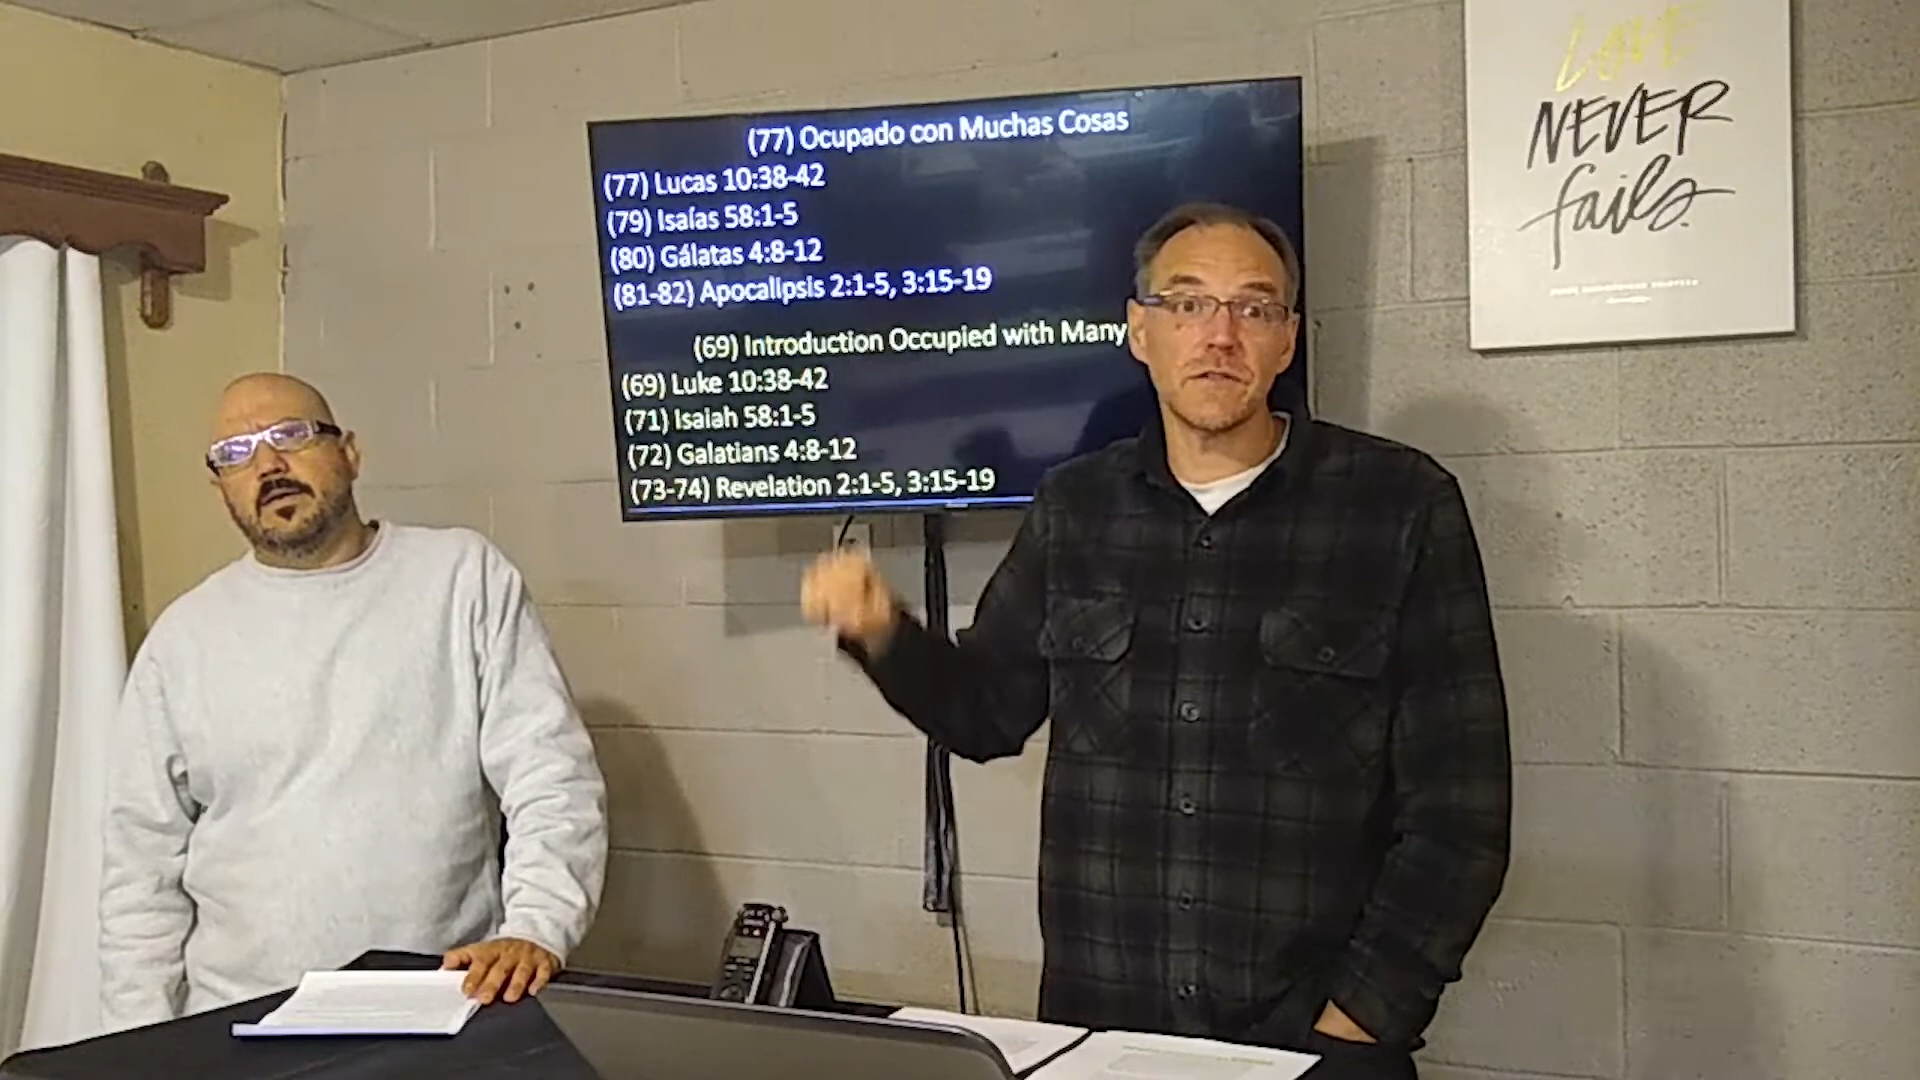 (77) Ocupado con Muchas Cosas
(77) Lucas 10:38-42
(79) Isaías 58:1-5
(80) Gálatas 4:8-12
(81-82) Apocalipsis 2:1-5, 3:15-19
(69) Introduction Occupied with Many
(69) Luke 10:38-42
(71) Isaiah 58:1-5
(72) Galatians 4:8-12
(73-74) Revelation 2:1-5, 3:15-19
LOVE
NEVER
fails.